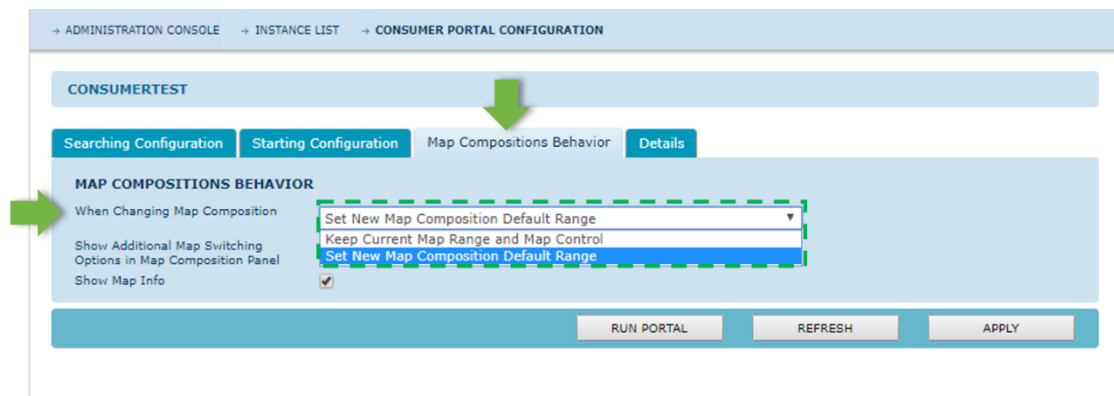 → ADMINISTRATION CONSOLE → INSTANCE LIST → CONSUMER PORTAL CONFIGURATION
CONSUMERTEST
Searching Configuration Starting Configuration Map Compositions Behavior Details
MAP COMPOSITIONS BEHAVIOR
When Changing Map Composition Set New Map Composition Default Range
Keep Current Map Range and Map Control
Show Additional Map Switching
Options in Map Composition Panel Set New Map Composition Default Range
Show Map Info
RUN PORTAL REFRESH APPLY